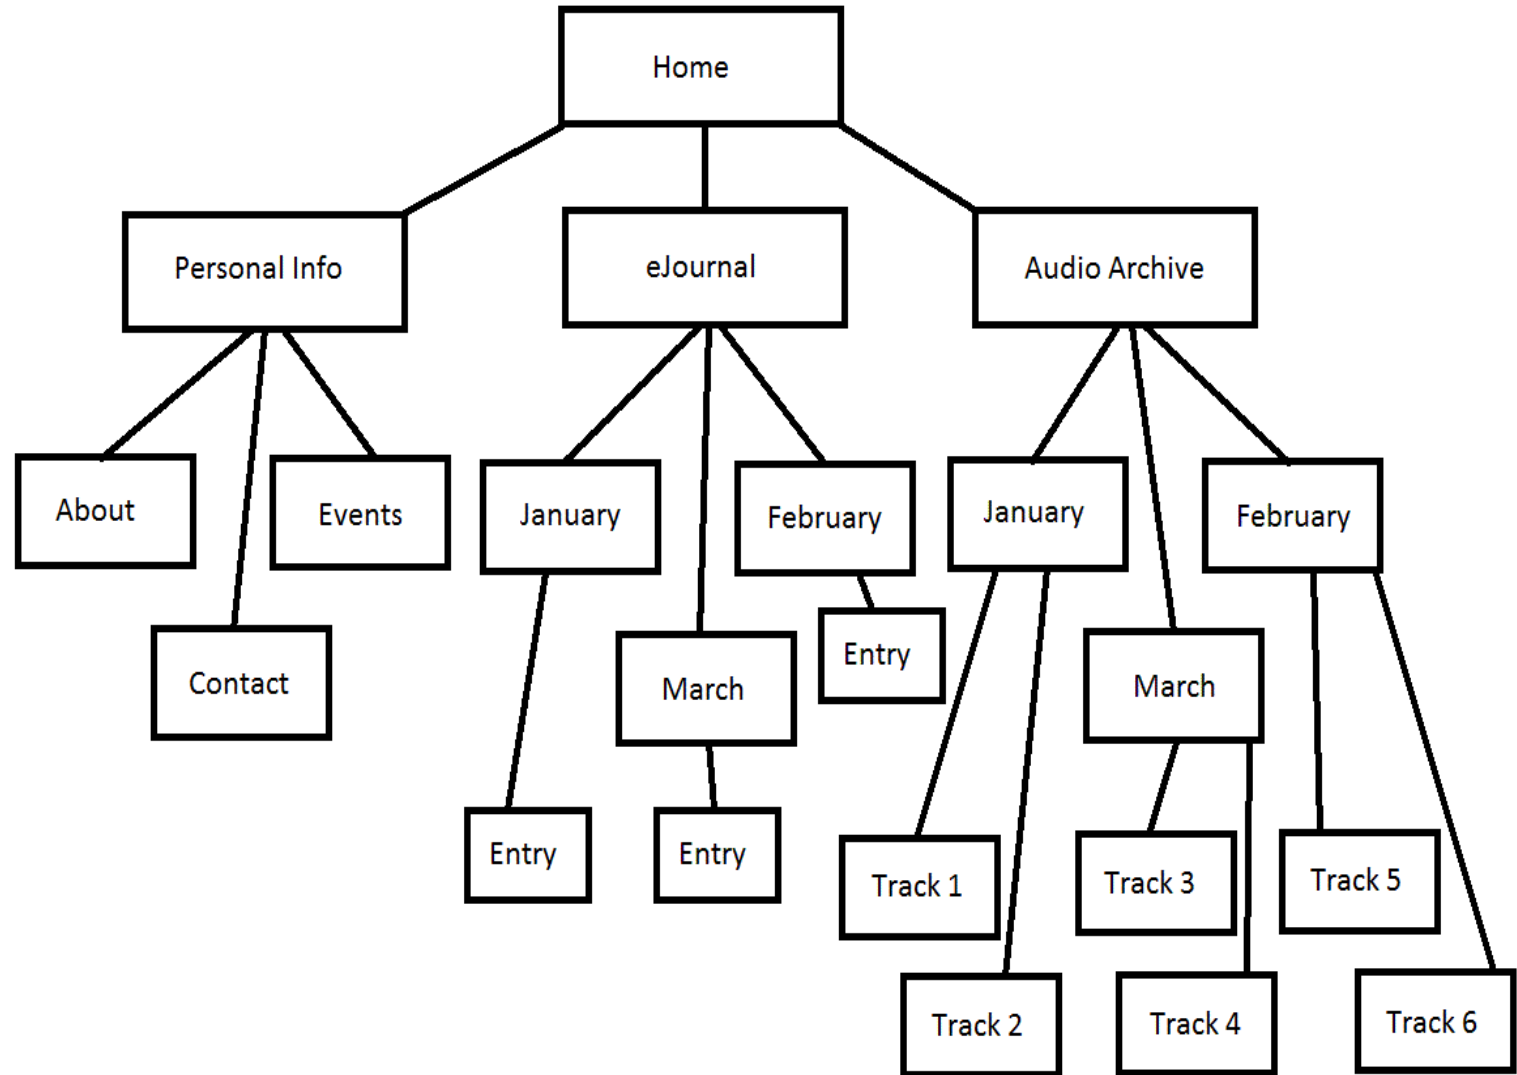 Home
Personal Info
eJournal
Audio Archive
About
Events
January
February
January
February
Contact
March
Entry
March
Entry
Entry
Track 1
Track 3
Track 5
Track 2
Track 4
Track 6